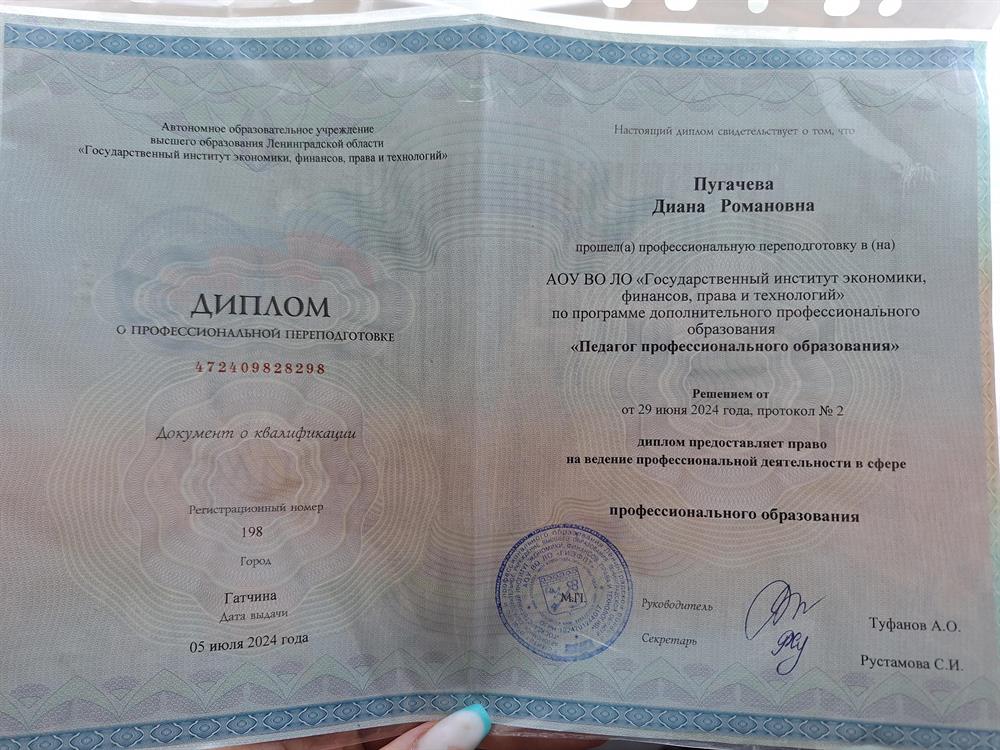 Автономное образовательное учреждение
высшего образования Ленинградской области
«Государственный институт экономики, финансов, права и технологий»
ДИПЛОМ
О ПРОФЕССИОНАЛЬНОЙ ПЕРЕПОДГОТОВКЕ
472409828298
Документ о квалификации
Регистрационный номер
198
Город
Гатчина
Дата выдачи
05 июля 2024 года
Настоящий диплом свидетельствует о том, что
Пугачева
Диана Романовна
прошел(а) профессиональную переподготовку в (на)
АОУ ВО ЛО «Государственный институт экономики,
финансов, права и технологий»
по программе дополнительного профессионального
образования
«Педагог профессионального образования»
Решением от
от 29 июня 2024 года, протокол № 2
диплом предоставляет право
на ведение профессиональной деятельности в сфере
профессионального образования
АОУ ВО ЛО «ГИЭФПТ»
М.П.
Руководитель
Туфанов А.О.
Секретарь
Рустамова С.И.